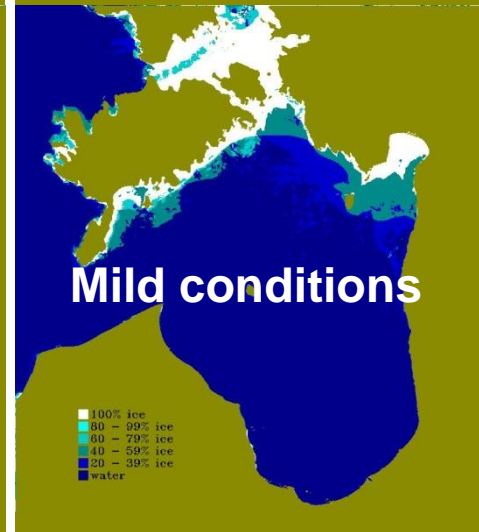 Mild conditions
100% ice
80 - 99% ice
60 - 79% ice
40 - 59% ice
20 - 39% ice
water